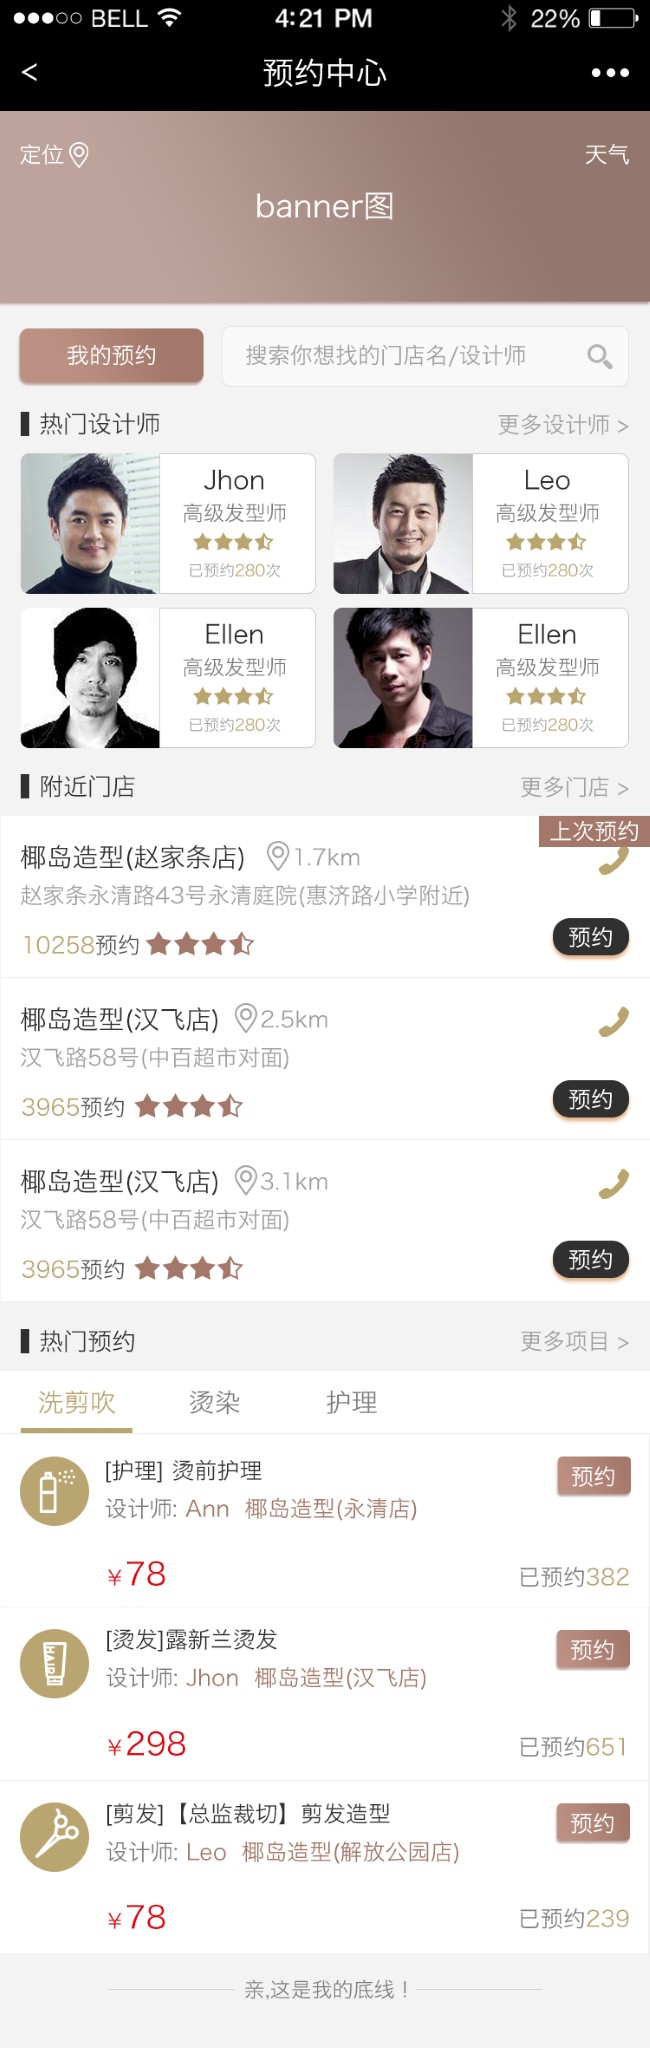 BELL 4:21 PM 22%
< 预约中心
定位 天气
banner图
我的预约 搜索你想找的门店名/设计师
热门设计师 更多设计师 >
Jhon
高级发型师
已预约280次
Leo
高级发型师
已预约280次
Ellen
高级发型师
已预约280次
Ellen
高级发型师
已预约280次
附近门店 更多门店 >
上次预约
椰岛造型(赵家条店) 1.7km
赵家条永清路43号永清庭院(惠济路小学附近)
10258预约 预约
椰岛造型(汉飞店) 2.5km
汉飞路58号(中百超市对面)
3965预约 预约
椰岛造型(汉飞店) 3.1km
汉飞路58号(中百超市对面)
3965预约 预约
热门预约 更多项目 >
洗剪吹 烫染 护理
[护理] 烫前护理 预约
设计师: Ann 椰岛造型(永清店)
¥78 已预约382
HAIR
[烫发]露新兰烫发 预约
设计师: Jhon 椰岛造型(汉飞店)
¥298 已预约651
[剪发]【总监裁切】剪发造型 预约
设计师: Leo 椰岛造型(解放公园店)
¥78 已预约239
亲,这是我的底线！